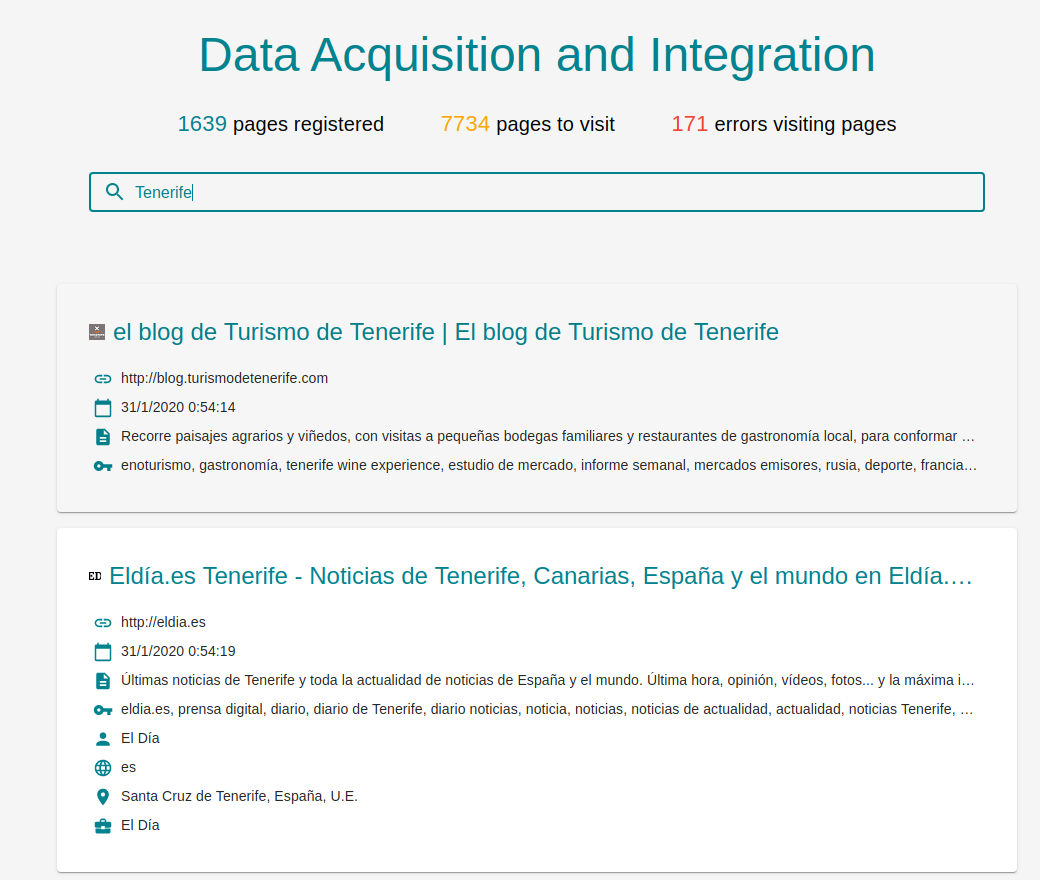 Data Acquisition and Integration
1639 pages registered 7734 pages to visit 171 errors visiting pages
Tenerife
el blog de Turismo de Tenerife | El blog de Turismo de Tenerife
http://blog.turismodetenerife.com
31/1/2020 0:54:14
Recorre paisajes agrarios y viñedos, con visitas a pequeñas bodegas familiares y restaurantes de gastronomía local, para conformar …
enoturismo, gastronomía, tenerife wine experience, estudio de mercado, informe semanal, mercados emisores, rusia, deporte, francia…
ED Eldía.es Tenerife - Noticias de Tenerife, Canarias, España y el mundo en Eldía.…
http://eldia.es
31/1/2020 0:54:19
Últimas noticias de Tenerife y toda la actualidad de noticias de España y el mundo. Última hora, opinión, vídeos, fotos... y la máxima i…
eldia.es, prensa digital, diario, diario de Tenerife, diario noticias, noticia, noticias, noticias de actualidad, actualidad, noticias Tenerife, …
El Día
es
Santa Cruz de Tenerife, España, U.E.
El Día